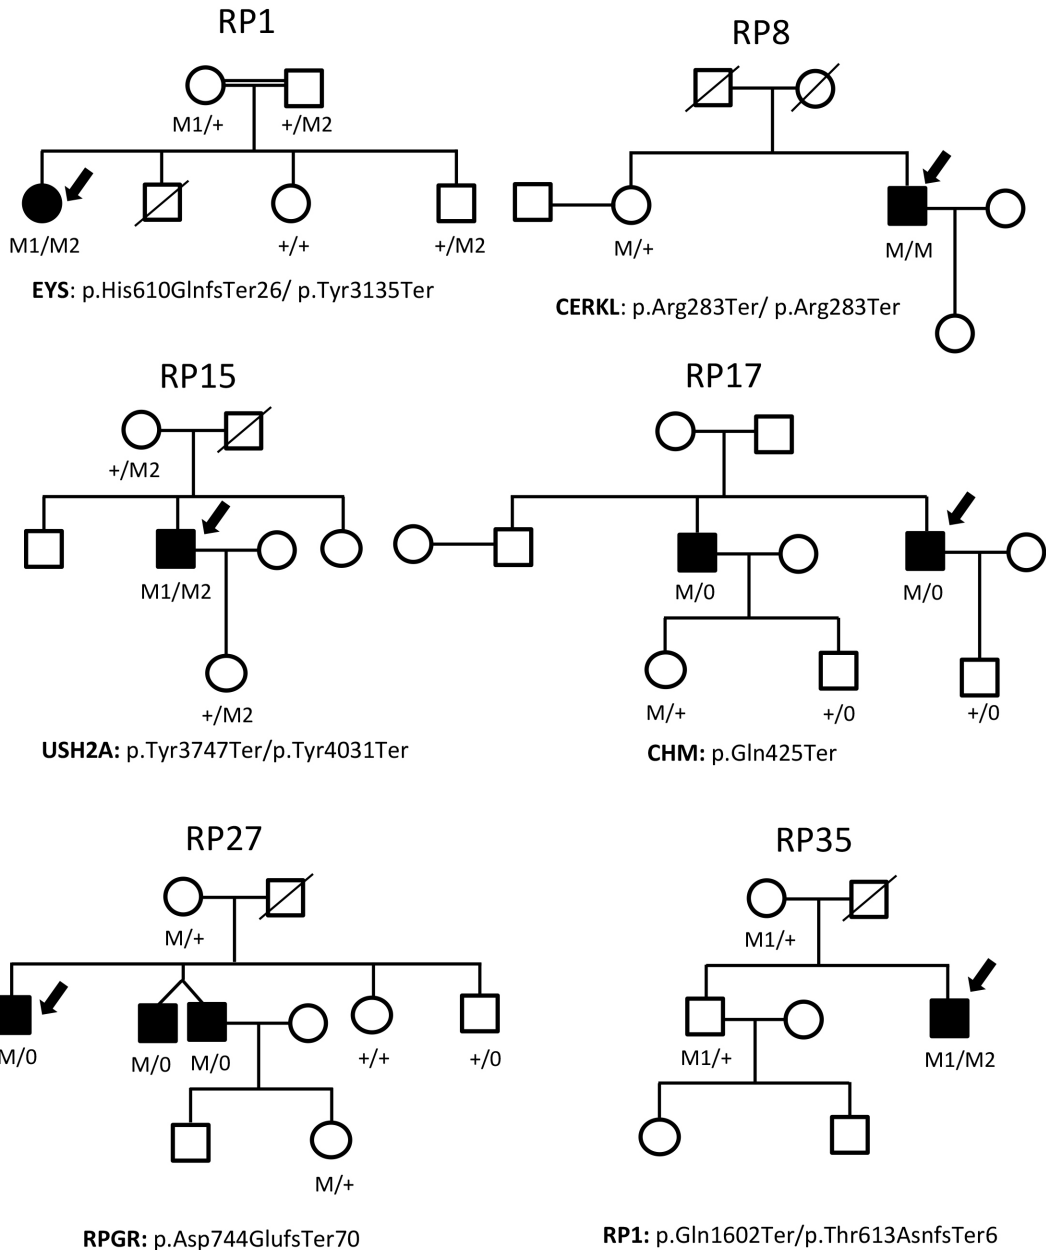 RP1
M1/+ +/M2
M1/M2 +/+ +/M2
EYS: p.His610GlnfsTer26/ p.Tyr3135Ter
RP8
M/+ M/M
CERKL: p.Arg283Ter/ p.Arg283Ter
RP15
+/M2
M1/M2
+/M2
USH2A: p.Tyr3747Ter/p.Tyr4031Ter
RP17
M/0 M/0
M/+ +/0 +/0
CHM: p.Gln425Ter
RP27
M/+
M/0 M/0 M/0 +/+ +/0
M/+
RPGR: p.Asp744GlufsTer70
RP35
M1/+
M1/+ M1/M2
RP1: p.Gln1602Ter/p.Thr613AsnfsTer6